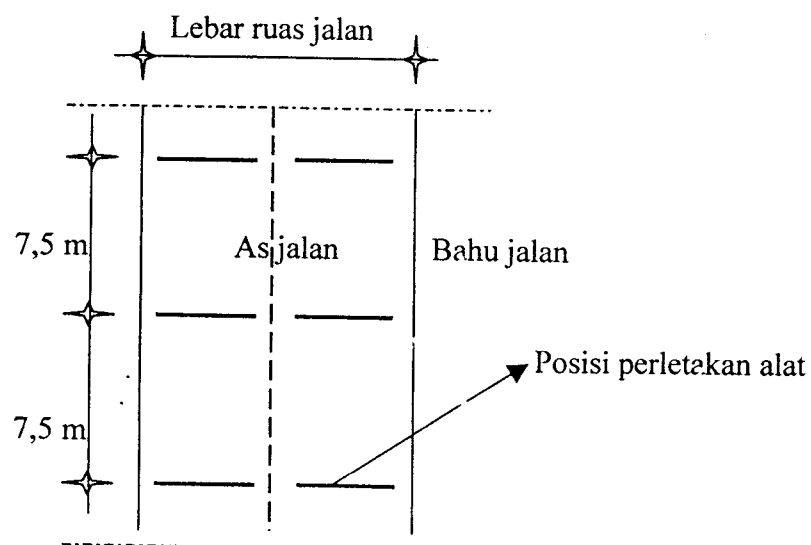 Lebar ruas jalan
7,5 m
As jalan
Bahu jalan
Posisi perletakan alat
7,5 m